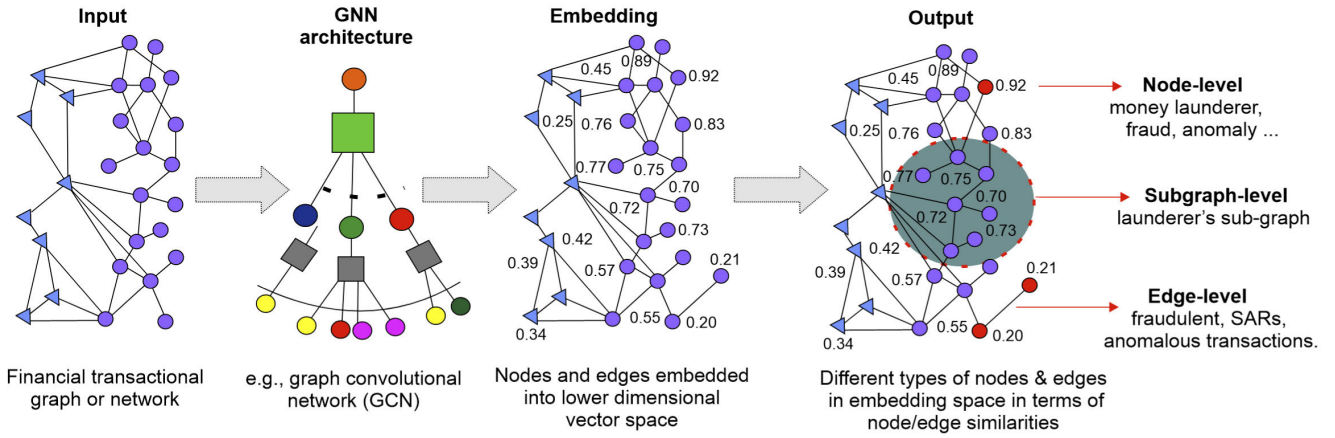 Input
GNN
architecture
Embedding
Output
0.89
0.45
0.92
0.25
0.76
0.83
0.77
0.75
0.70
0.72
0.73
0.42
0.39
0.57
0.21
0.55
0.20
0.34
0.89
0.45
0.92
0.25
0.76
0.83
0.77
0.75
0.70
0.72
0.73
0.42
0.39
0.57
0.21
0.55
0.20
0.34
Node-level
money launderer,
fraud, anomaly ...
Subgraph-level
launderer's sub-graph
Edge-level
fraudulent, SARs,
anomalous transactions.
Financial transactional
graph or network
e.g., graph convolutional
network (GCN)
Nodes and edges embedded
into lower dimensional
vector space
Different types of nodes & edges
in embedding space in terms of
node/edge similarities